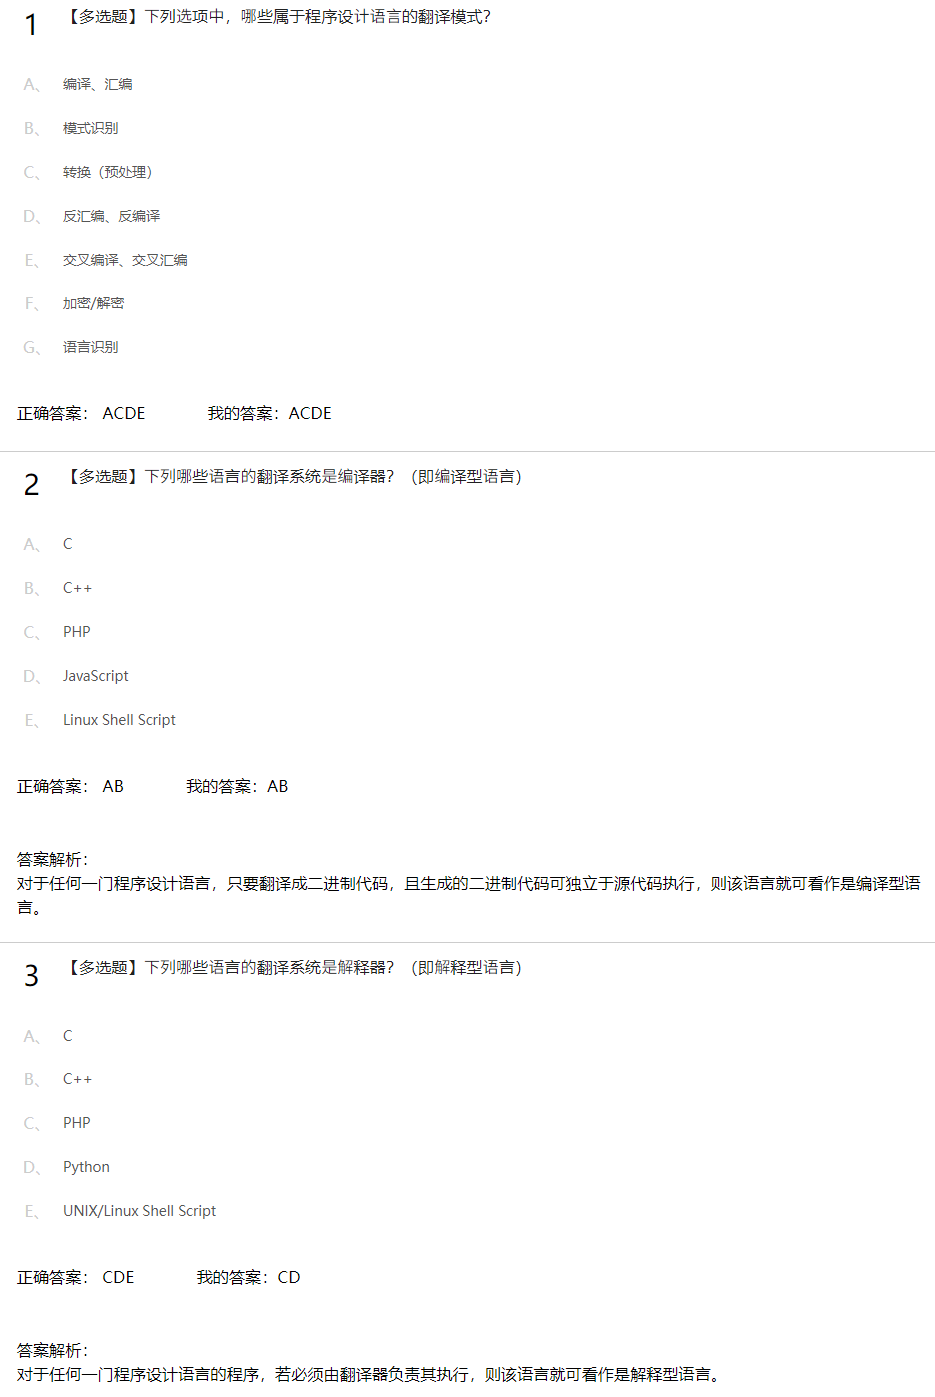 1 【多选题】下列选项中，哪些属于程序设计语言的翻译模式？
A、 编译、汇编
B、 模式识别
C、 转换（预处理）
D、 反汇编、反编译
E、 交叉编译、交叉汇编
F、 加密/解密
G、 语言识别
正确答案： ACDE 我的答案：ACDE
2 【多选题】下列哪些语言的翻译系统是编译器？（即编译型语言）
A、 C
B、 C++
C、 PHP
D、 JavaScript
E、 Linux Shell Script
正确答案： AB 我的答案：AB
答案解析：
对于任何一门程序设计语言，只要翻译成二进制代码，且生成的二进制代码可独立于源代码执行，则该语言就可看作是编译型语
言。
3 【多选题】下列哪些语言的翻译系统是解释器？（即解释型语言）
A、 C
B、 C++
C、 PHP
D、 Python
E、 UNIX/Linux Shell Script
正确答案： CDE 我的答案：CD
答案解析：
对于任何一门程序设计语言的程序，若必须由翻译器负责其执行，则该语言就可看作是解释型语言。